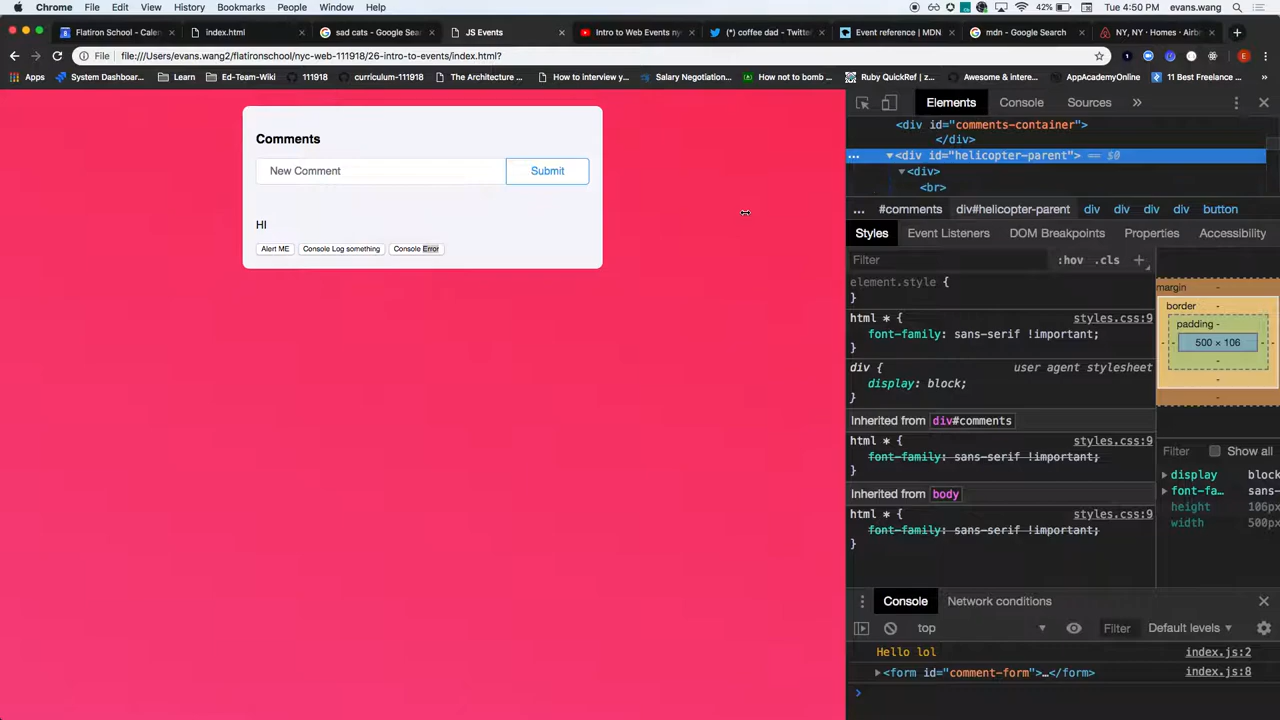 Chrome File Edit View History Bookmarks People Window Help 42% Tue 4:50 PM evans.wang
Flatiron School - Calen index.html sad cats - Google Searc JS Events Intro to Web Events nyc (*) coffee dad - Twitter Event reference | MDN mdn - Google Search NY, NY · Homes · Airbn
File file:///Users/evans.wang2/flatironschool/nyc-web-111918/26-intro-to-events/index.html?
Apps System Dashboar... Learn Ed-Team-Wiki 111918 curriculum-111918 The Architecture ... How to interview y... Salary Negotiation... How not to bomb ... Ruby QuickRef z... Awesome & intere... AppAcademyOnline 11 Best Freelance ...
Comments
New Comment Submit
HI
Alert ME Console Log something Console Error
Elements Console Sources »
<div id="comments-container">
</div>
… <div id="helicopter-parent"> == $0
<div>
<br>
… #comments div#helicopter-parent div div div button
Styles Event Listeners DOM Breakpoints Properties Accessibility
Filter :hov .cls +
element.style {
}
html * { styles.css:9
font-family: sans-serif !important;
}
div { user agent stylesheet
display: block;
}
Inherited from div#comments
html * { styles.css:9
font-family: sans-serif !important;
}
Inherited from body
html * { styles.css:9
font-family: sans-serif !important;
}
margin -
border -
padding -
500 × 106
Filter Show all
display block
font-fa… sans-
height 106px
width 500px
Console Network conditions
top Filter Default levels
Hello lol index.js:2
<form id="comment-form">…</form> index.js:8